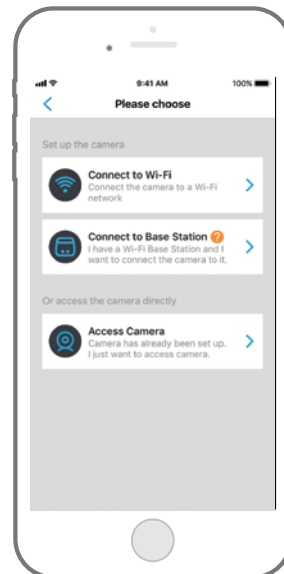 9:41 AM 100%
Please choose
Set up the camera
Connect to Wi-Fi
Connect the camera to a Wi-Fi
network
Connect to Base Station ?
I have a Wi-Fi Base Station and I
want to connect the camera to it.
Or access the camera directly
Access Camera
Camera has already been set up.
I just want to access camera.